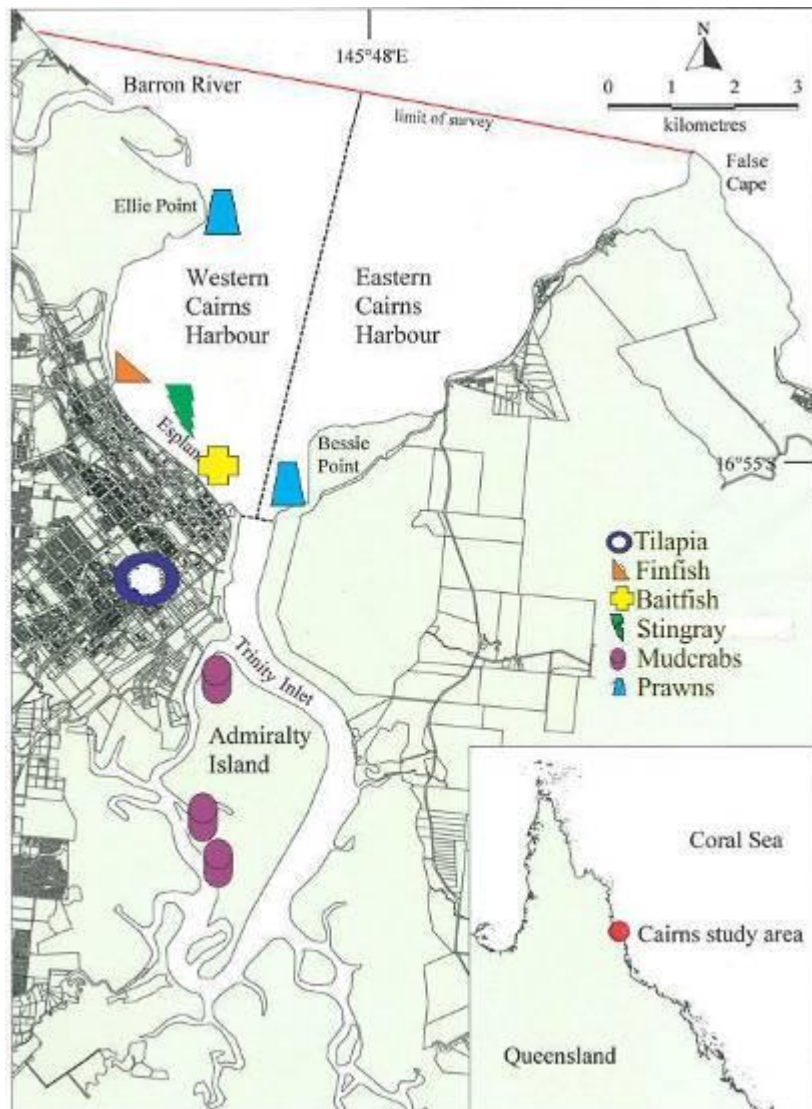 145°48'E
N
0 1 2 3
kilometres
Barron River
limit of survey
False
Cape
Ellie Point
Western
Cairns
Harbour
Eastern
Cairns
Harbour
Esplan
Bessie
Point
16°55'S
Tilapia
Finfish
Baitfish
Stingray
Mudcrabs
Prawns
Trinity Inlet
Admiralty
Island
Coral Sea
Cairns study area
Queensland